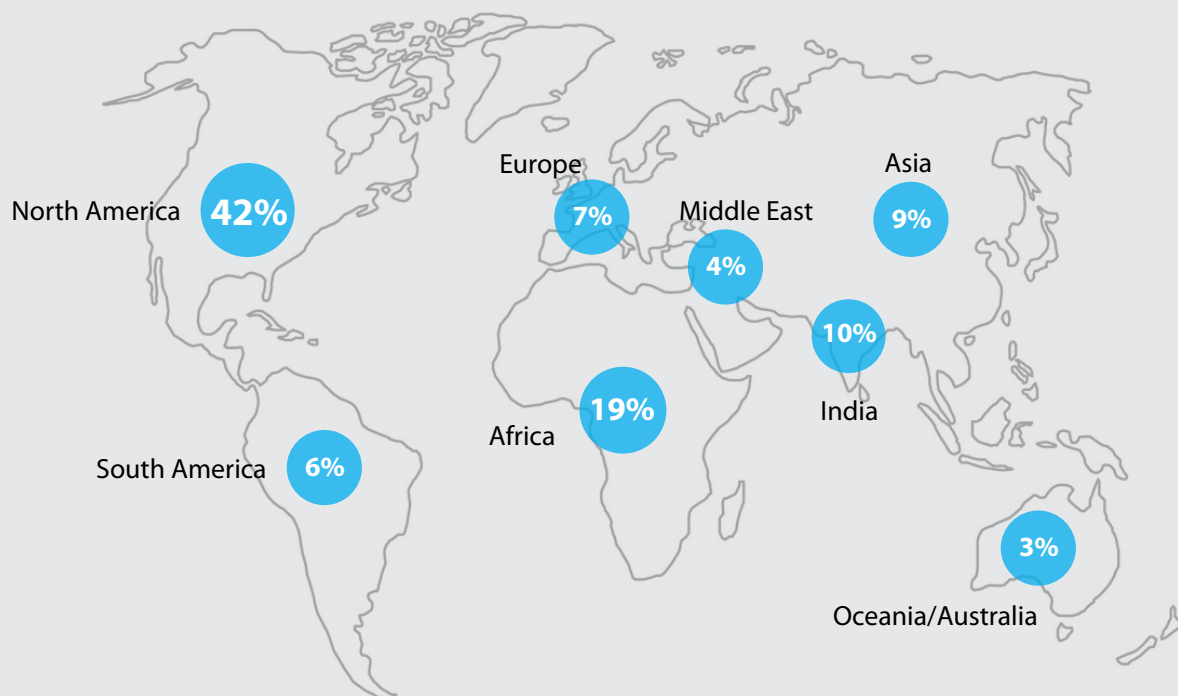 Europe
Asia
North America
42%
7%
Middle East
9%
4%
10%
19%
India
Africa
South America
6%
3%
Oceania/Australia